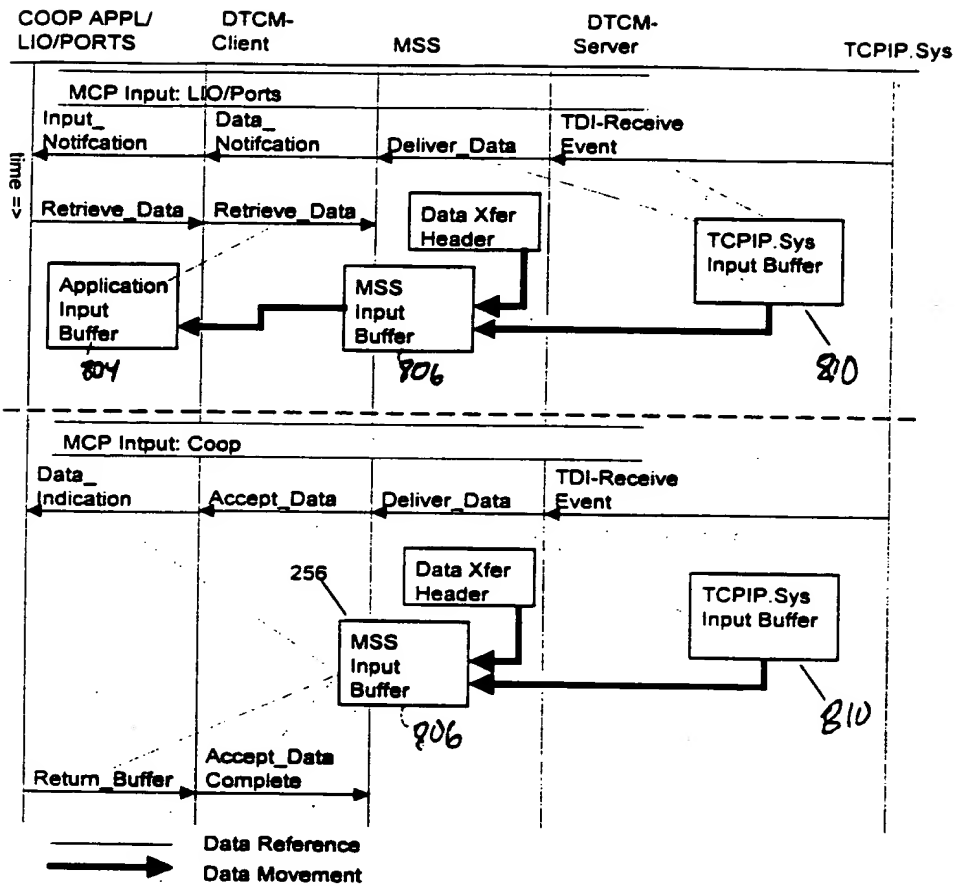 COOP APPL/
LIO/PORTS
DTCM-
Client
MSS
DTCM-
Server
TCPIP.Sys
MCP Input: LIO/Ports
time =>
Input_
Notifcation
Data_
Notifcation
Deliver_Data
TDI-Receive
Event
Retrieve_Data
Retrieve_Data
Data Xfer
Header
TCPIP.Sys
Input Buffer
Application
Input
Buffer
MSS
Input
Buffer
804
806
810
MCP Intput: Coop
Data_
Indication
Accept_Data
Deliver_Data
TDI-Receive
Event
256
Data Xfer
Header
TCPIP.Sys
Input Buffer
MSS
Input
Buffer
806
810
Return_Buffer
Accept_Data
Complete
Data Reference
Data Movement